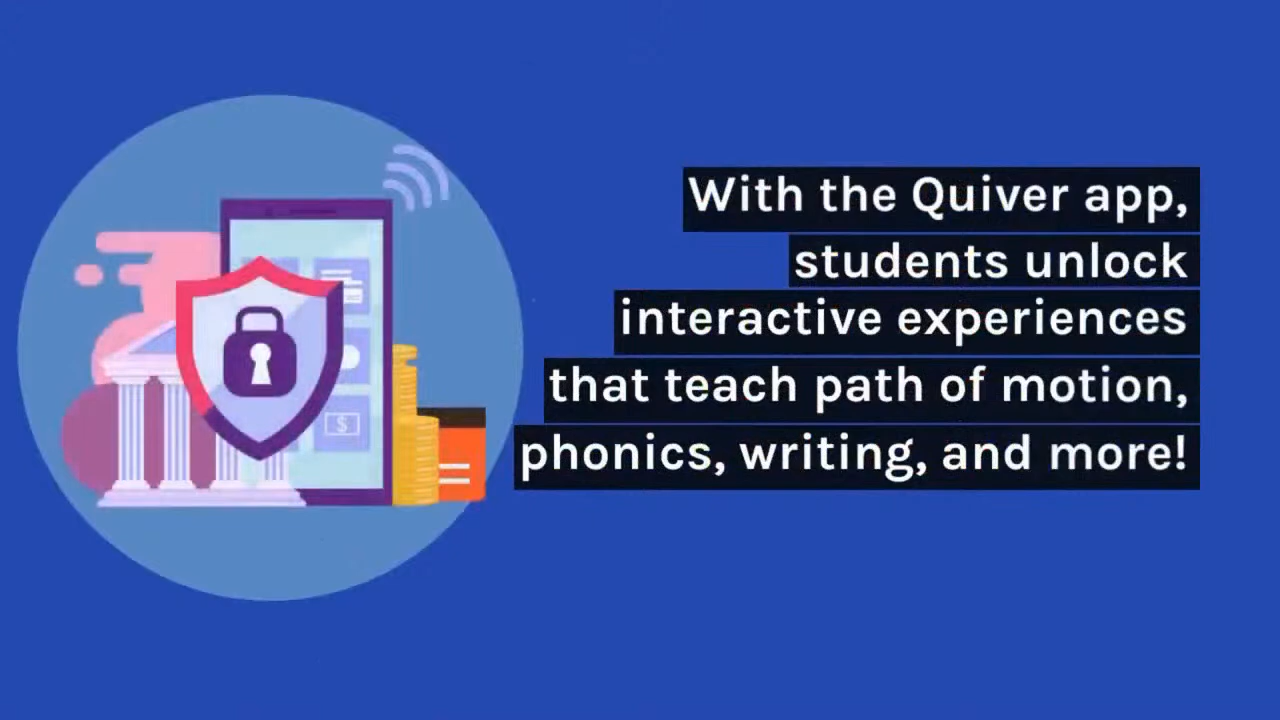 With the Quiver app,
students unlock
interactive experiences
that teach path of motion,
phonics, writing, and more!
$